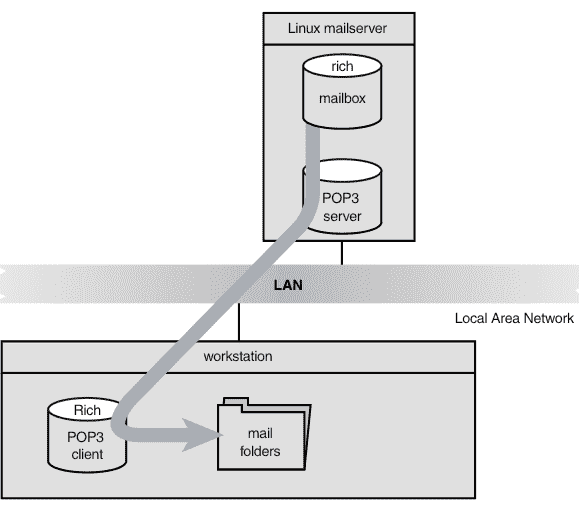 Linux mailserver
rich
mailbox
POP3
server
LAN
Local Area Network
workstation
Rich
POP3
client
mail
folders